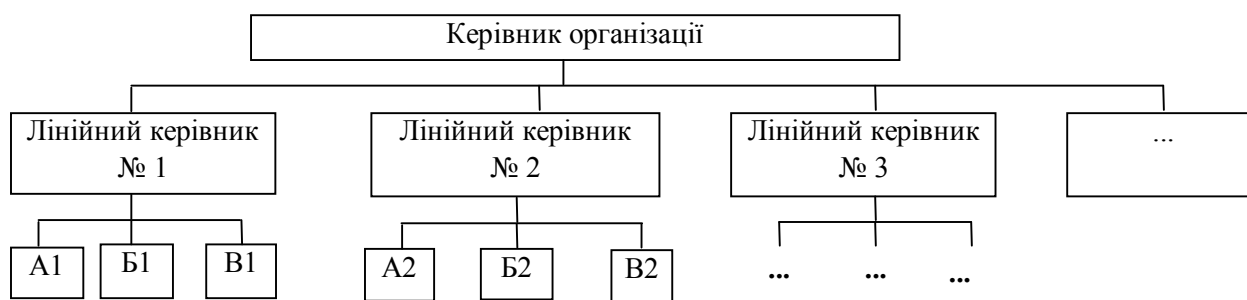 Керівник організації
Лінійний керівник
№ 1
Лінійний керівник
№ 2
Лінійний керівник
№ 3
...
А1
Б1
В1
А2
Б2
В2
...
...
...